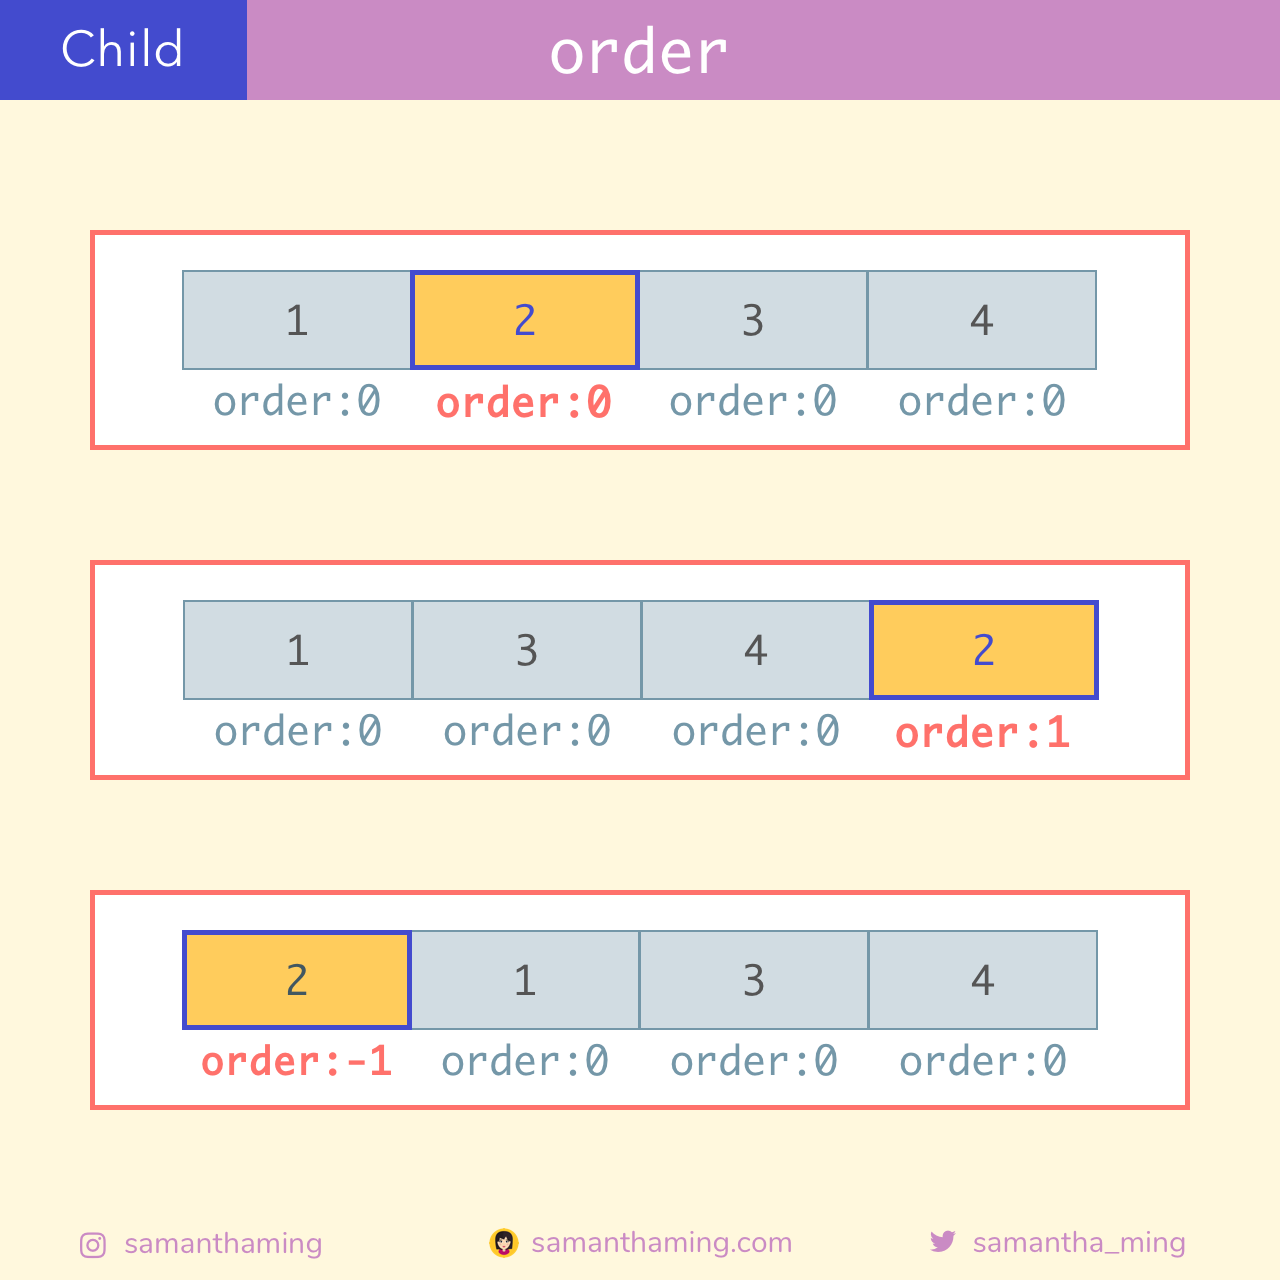 Child
order
1 2 3 4
order:0 order:0 order:0 order:0
1 3 4 2
order:0 order:0 order:0 order:1
2 1 3 4
order:-1 order:0 order:0 order:0
samanthaming samanthaming.com samantha_ming